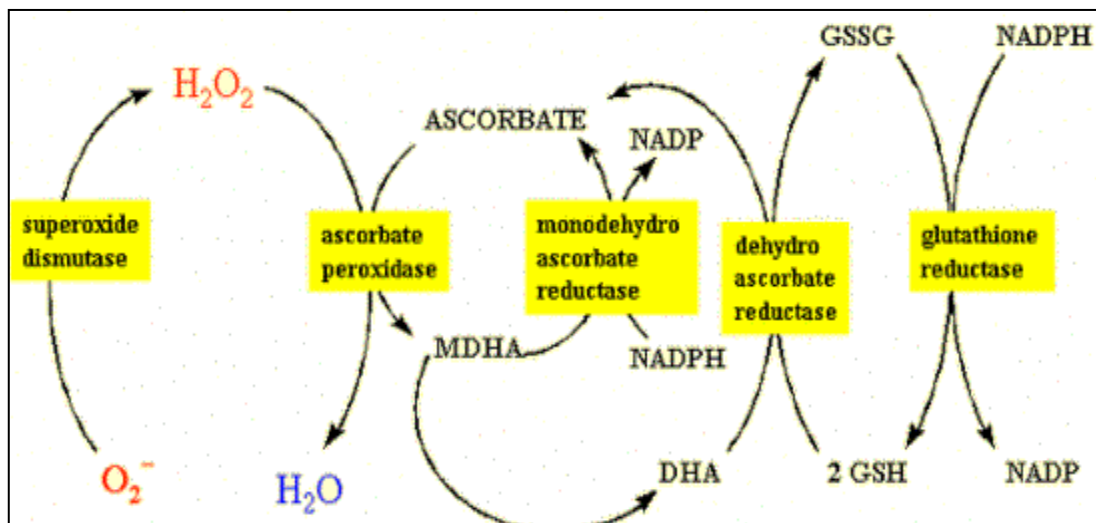 GSSG
NADPH
H₂O₂
ASCORBATE
NADP
superoxide
dismutase
ascorbate
peroxidase
monodehydro
ascorbate
reductase
dehydro
ascorbate
reductase
glutathione
reductase
MDHA
NADPH
O₂⁻
H₂O
DHA
2 GSH
NADP